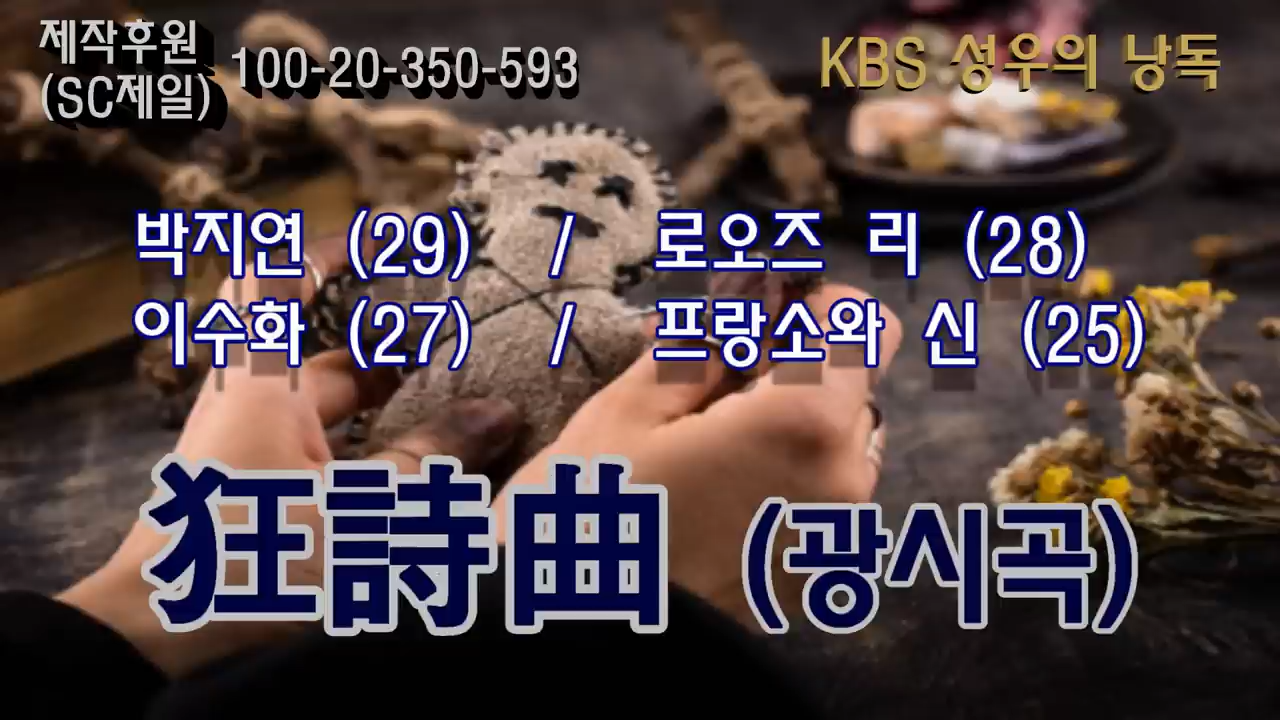 제작후원
(SC제일)
100-20-350-593
KBS 성우의 낭독
박지연 (29) / 로오즈 리 (28)
이수화 (27) / 프랑소와 신 (25)
狂詩曲 (광시곡)